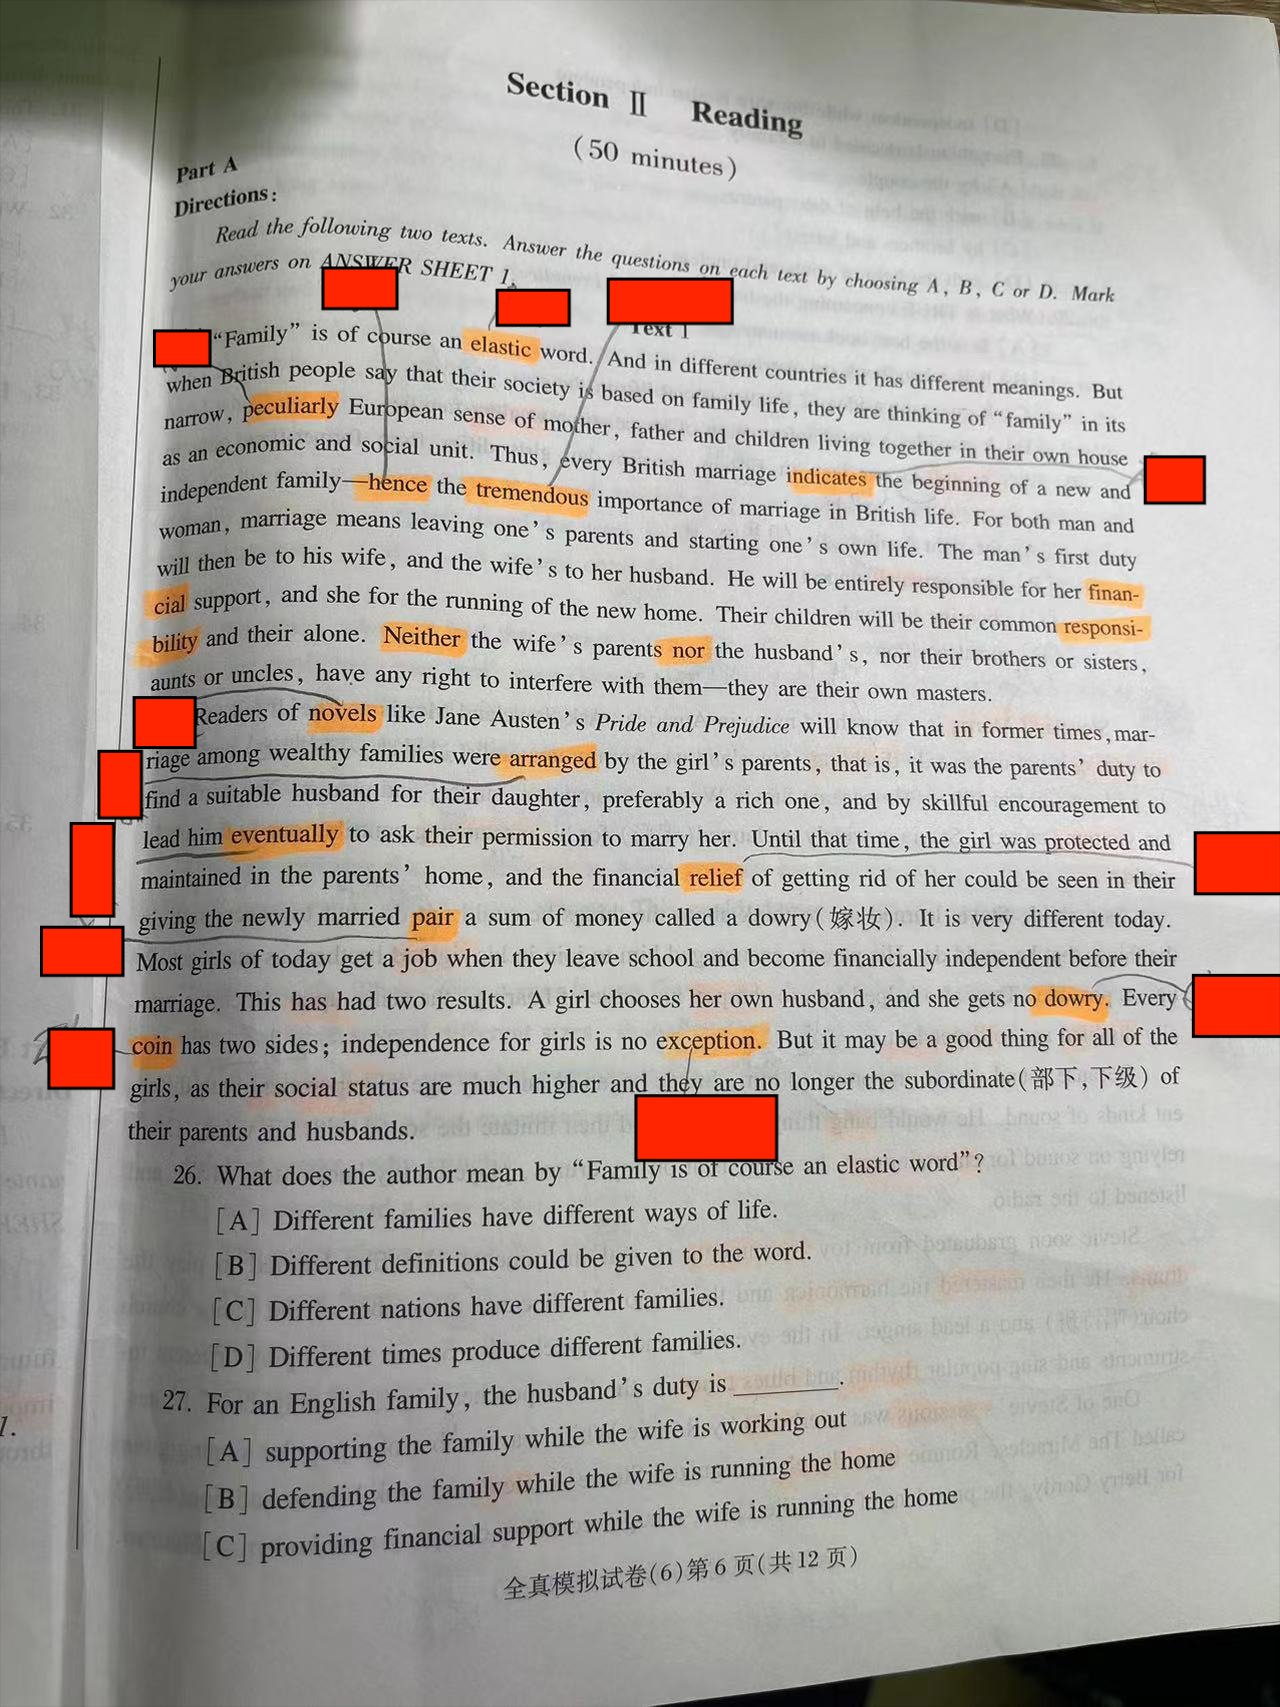 Section Ⅱ Reading
(50 minutes)
Part A
Directions:
Read the following two texts. Answer the questions on each text by choosing A, B, C or D. Mark
your answers on ANSWER SHEET 1.
Text 1
“Family” is of course an elastic word. And in different countries it has different meanings. But
when British people say that their society is based on family life, they are thinking of “family” in its
narrow, peculiarly European sense of mother, father and children living together in their own house
as an economic and social unit. Thus, every British marriage indicates the beginning of a new and
independent family—hence the tremendous importance of marriage in British life. For both man and
woman, marriage means leaving one’s parents and starting one’s own life. The man’s first duty
will then be to his wife, and the wife’s to her husband. He will be entirely responsible for her finan-
cial support, and she for the running of the new home. Their children will be their common responsi-
bility and their alone. Neither the wife’s parents nor the husband’s, nor their brothers or sisters,
aunts or uncles, have any right to interfere with them—they are their own masters.
Readers of novels like Jane Austen’s Pride and Prejudice will know that in former times, mar-
riage among wealthy families were arranged by the girl’s parents, that is, it was the parents’ duty to
find a suitable husband for their daughter, preferably a rich one, and by skillful encouragement to
lead him eventually to ask their permission to marry her. Until that time, the girl was protected and
maintained in the parents’ home, and the financial relief of getting rid of her could be seen in their
giving the newly married pair a sum of money called a dowry(嫁妆). It is very different today.
Most girls of today get a job when they leave school and become financially independent before their
marriage. This has had two results. A girl chooses her own husband, and she gets no dowry. Every
coin has two sides; independence for girls is no exception. But it may be a good thing for all of the
girls, as their social status are much higher and they are no longer the subordinate(部下,下级) of
their parents and husbands.
26. What does the author mean by “Family is of course an elastic word”?
[A] Different families have different ways of life.
[B] Different definitions could be given to the word.
[C] Different nations have different families.
[D] Different times produce different families.
27. For an English family, the husband’s duty is ________.
[A] supporting the family while the wife is working out
[B] defending the family while the wife is running the home
[C] providing financial support while the wife is running the home
全真模拟试卷(6)第6页(共12页)